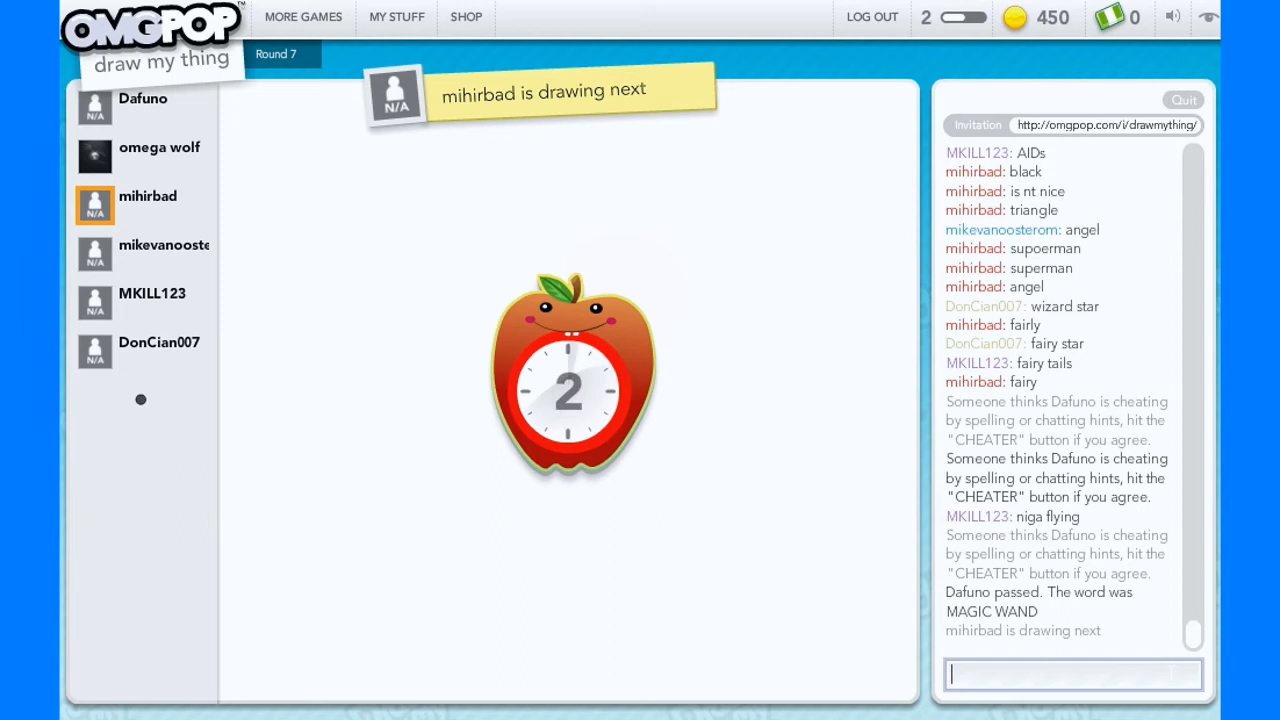 OMGPOP™
MORE GAMES
MY STUFF
SHOP
LOG OUT
2
450
0
draw my thing
Round 7
N/A
mihirbad is drawing next
N/A
Dafuno
omega wolf
N/A
mihirbad
N/A
mikevanooste
N/A
MKILL123
N/A
DonCian007
2
Quit
Invitation
http://omgpop.com/i/drawmything/
MKILL123: AIDs
mihirbad: black
mihirbad: is nt nice
mihirbad: triangle
mikevanoosterom: angel
mihirbad: supoerman
mihirbad: superman
mihirbad: angel
DonCian007: wizard star
mihirbad: fairly
DonCian007: fairy star
MKILL123: fairy tails
mihirbad: fairy
Someone thinks Dafuno is cheating
by spelling or chatting hints, hit the
"CHEATER" button if you agree.
Someone thinks Dafuno is cheating
by spelling or chatting hints, hit the
"CHEATER" button if you agree.
MKILL123: niga flying
Someone thinks Dafuno is cheating
by spelling or chatting hints, hit the
"CHEATER" button if you agree.
Dafuno passed. The word was
MAGIC WAND
mihirbad is drawing next